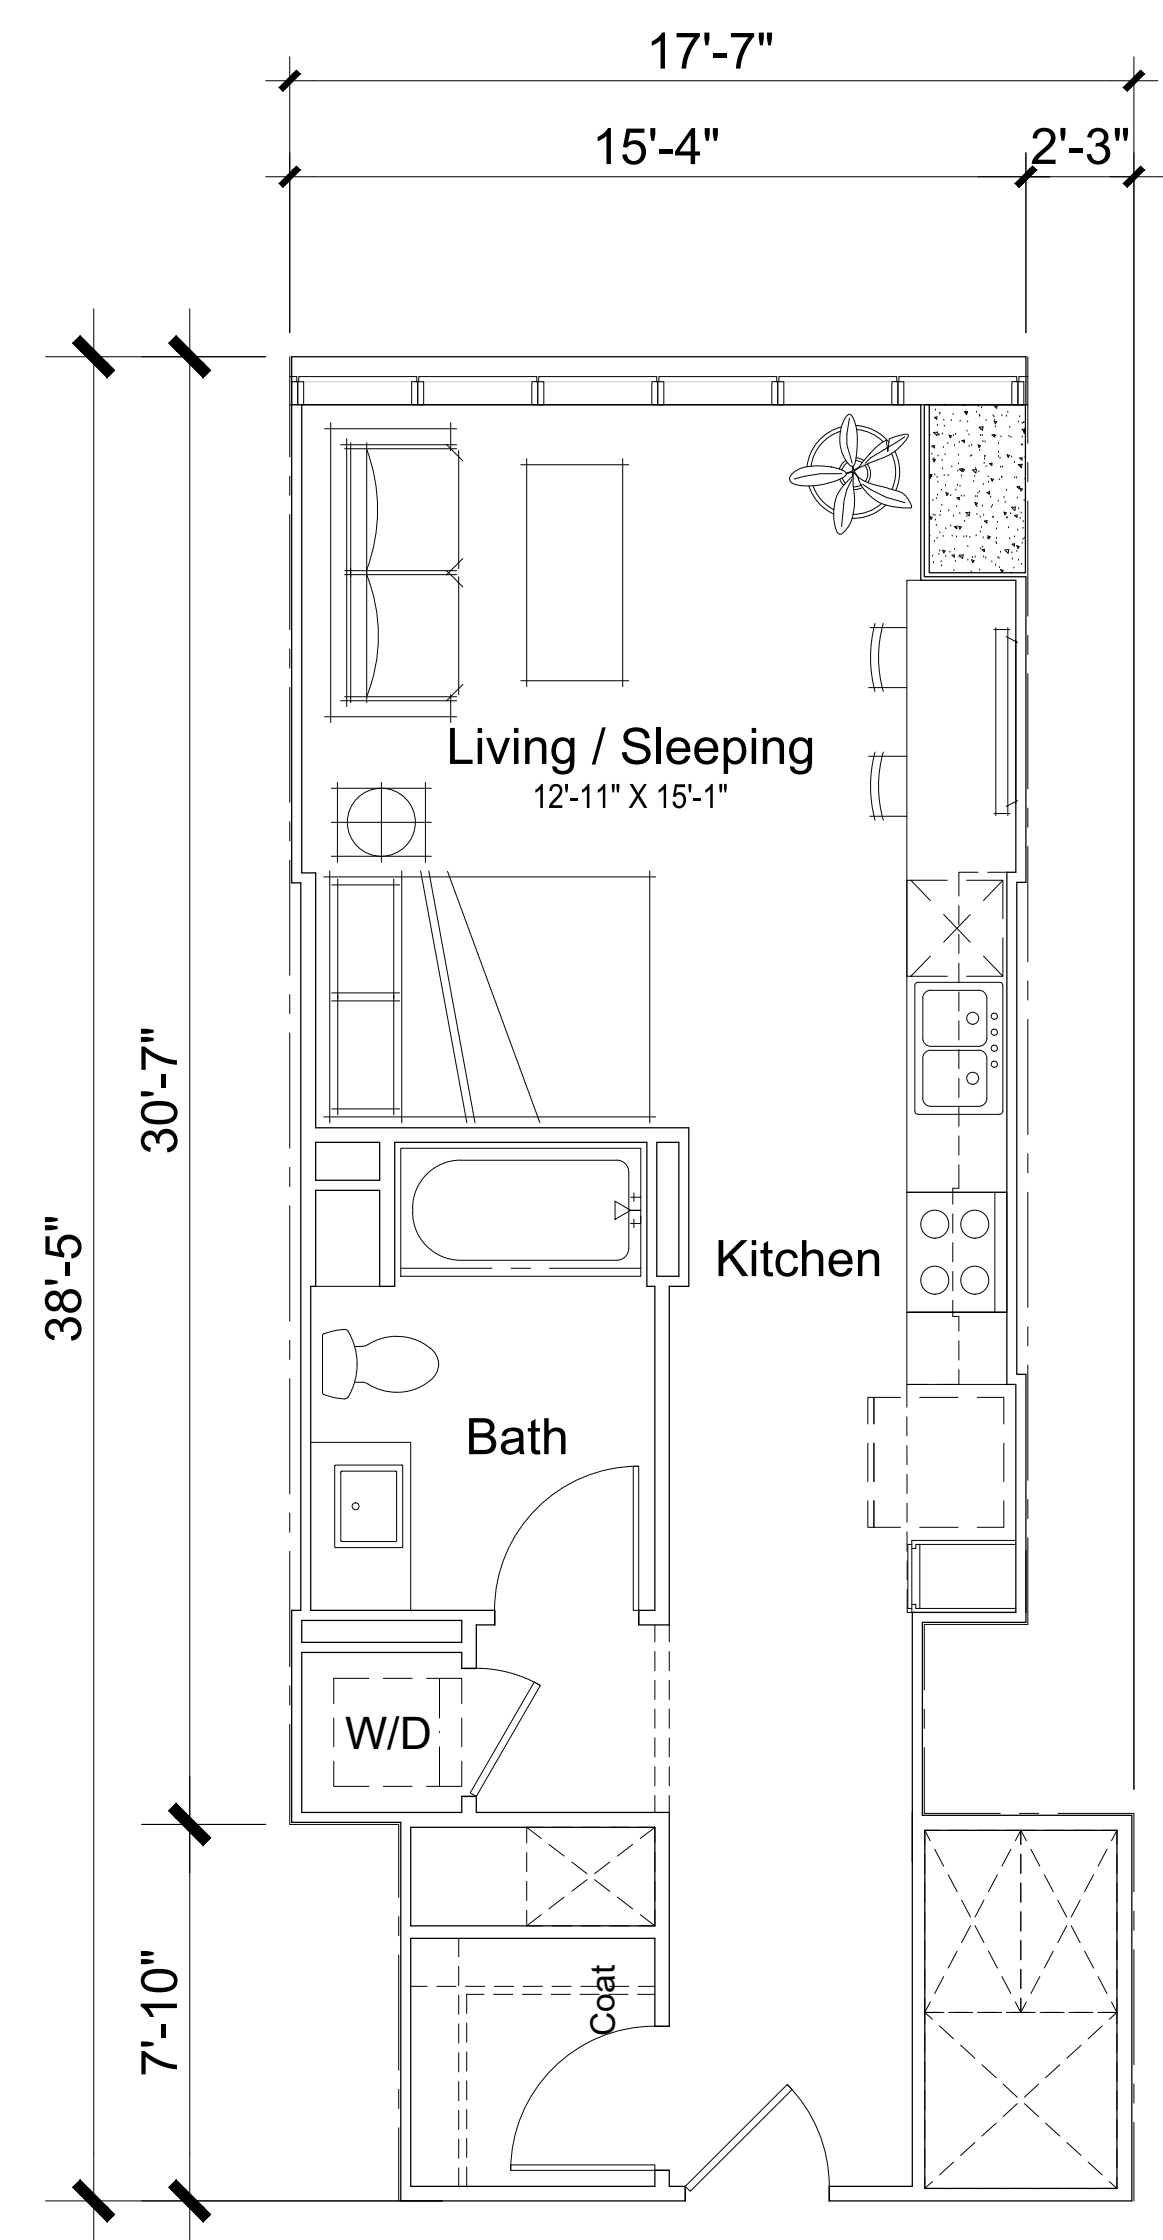 17'-7"
15'-4"
2'-3"
Living / Sleeping
12'-11" X 15'-1"
30'-7"
38'-5"
Kitchen
Bath
W/D
7'-10"
Coat